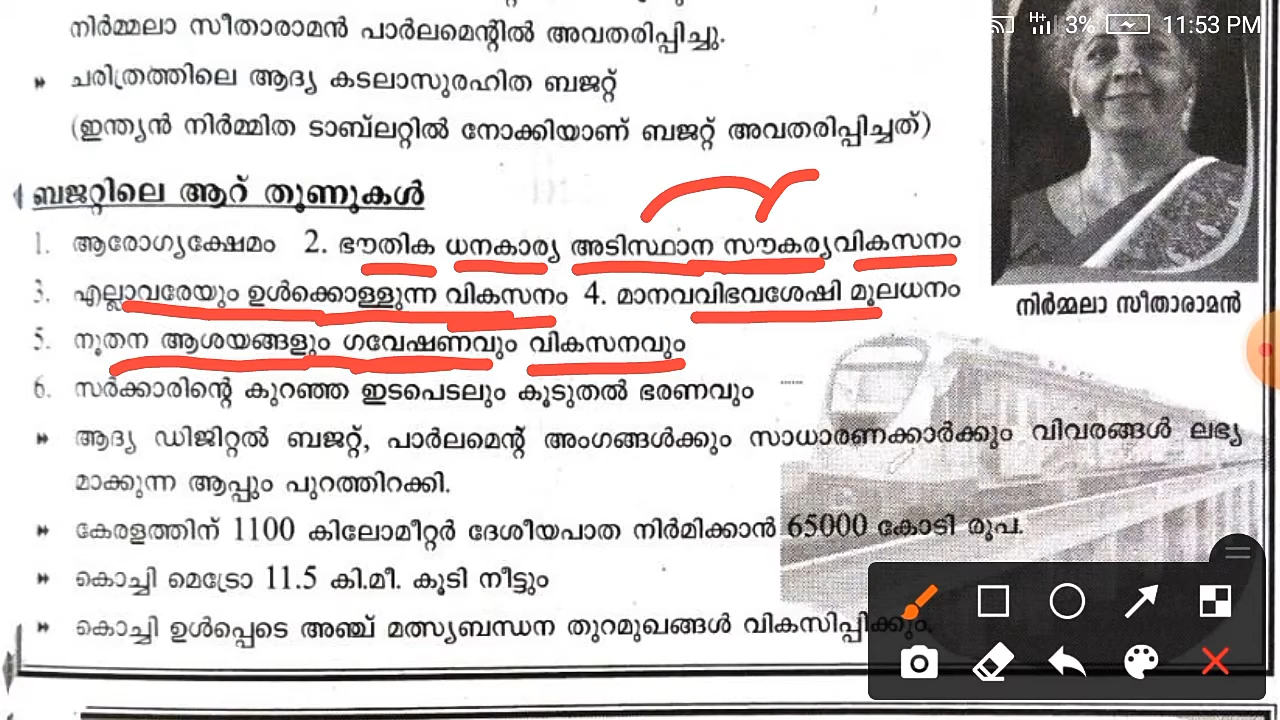 നിർമ്മലാ സീതാരാമൻ പാർലമെന്റിൽ അവതരിപ്പിച്ചു.
H+ 3% 11:53 PM
» ചരിത്രത്തിലെ ആദ്യ കടലാസുരഹിത ബജറ്റ്
(ഇന്ത്യൻ നിർമ്മിത ടാബ്‌ലറ്റിൽ നോക്കിയാണ് ബജറ്റ് അവതരിപ്പിച്ചത്)
ബജറ്റിലെ ആറ് തൂണുകൾ
1. ആരോഗ്യക്ഷേമം 2. ഭൗതിക ധനകാര്യ അടിസ്ഥാന സൗകര്യവികസനം
3. എല്ലാവരേയും ഉൾക്കൊള്ളുന്ന വികസനം 4. മാനവവിഭവശേഷി മൂലധനം
നിർമ്മലാ സീതാരാമൻ
5. നൂതന ആശയങ്ങളും ഗവേഷണവും വികസനവും
6. സർക്കാരിന്റെ കുറഞ്ഞ ഇടപെടലും കൂടുതൽ ഭരണവും
» ആദ്യ ഡിജിറ്റൽ ബജറ്റ്, പാർലമെന്റ് അംഗങ്ങൾക്കും സാധാരണക്കാർക്കും വിവരങ്ങൾ ലഭ്യ
മാക്കുന്ന ആപ്പും പുറത്തിറക്കി.
» കേരളത്തിന് 1100 കിലോമീറ്റർ ദേശീയപാത നിർമിക്കാൻ 65000 കോടി രൂപ.
» കൊച്ചി മെട്രോ 11.5 കി.മീ. കൂടി നീട്ടും
» കൊച്ചി ഉൾപ്പെടെ അഞ്ച് മത്സ്യബന്ധന തുറമുഖങ്ങൾ വികസിപ്പിക്കും.